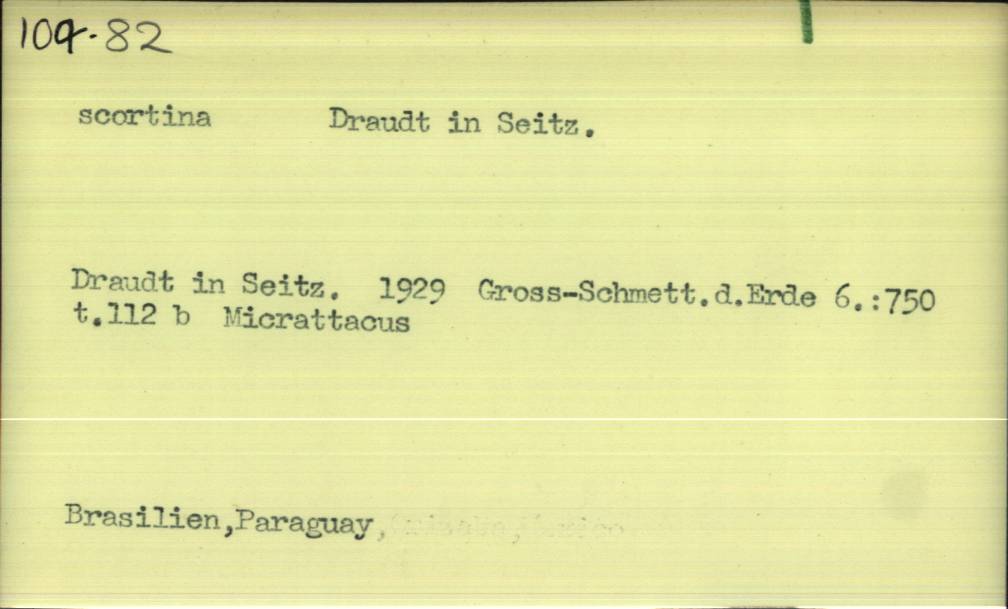 109-82
scortina Draudt in Seitz.
Draudt in Seitz. 1929 Gross-Schmett.d.Erde 6.:750
t.112 b Micrattacus
Brasilien,Paraguay,